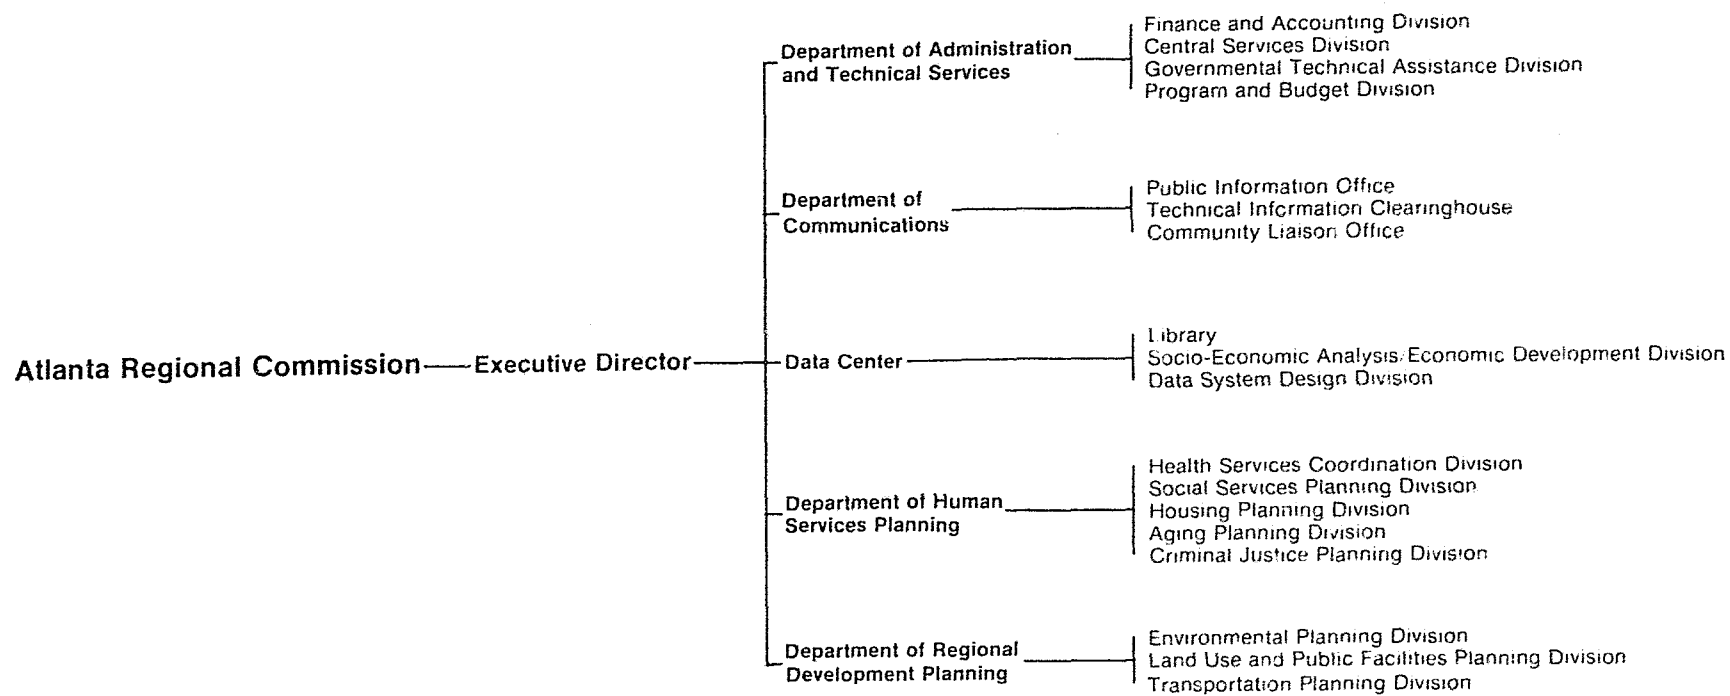 Atlanta Regional Commission
Executive Director
Department of Administration
and Technical Services
Finance and Accounting Division
Central Services Division
Governmental Technical Assistance Division
Program and Budget Division
Department of
Communications
Public Information Office
Technical Information Clearinghouse
Community Liaison Office
Data Center
Library
Socio-Economic Analysis/Economic Development Division
Data System Design Division
Department of Human
Services Planning
Health Services Coordination Division
Social Services Planning Division
Housing Planning Division
Aging Planning Division
Criminal Justice Planning Division
Department of Regional
Development Planning
Environmental Planning Division
Land Use and Public Facilities Planning Division
Transportation Planning Division